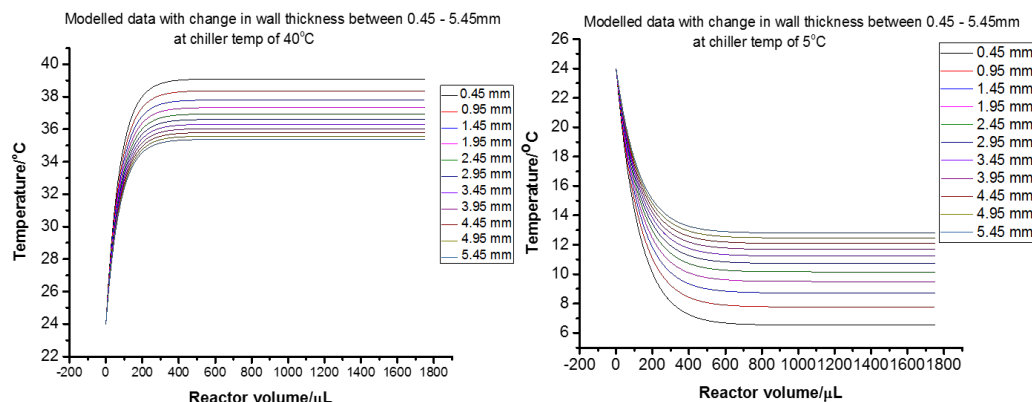 Modelled data with change in wall thickness between 0.45 - 5.45mm
at chiller temp of 40°C
Temperature/°C
40
38
36
34
32
30
28
26
24
22
-200 0 200 400 600 800 1000 1200 1400 1600 1800
Reactor volume/µL
0.45 mm
0.95 mm
1.45 mm
1.95 mm
2.45 mm
2.95 mm
3.45 mm
3.95 mm
4.45 mm
4.95 mm
5.45 mm
Modelled data with change in wall thickness between 0.45 - 5.45mm
at chiller temp of 5°C
Temperature/°C
26
24
22
20
18
16
14
12
10
8
6
-200 0 200 400 600 800 1000 1200 1400 1600 1800
Reactor volume/µL
0.45 mm
0.95 mm
1.45 mm
1.95 mm
2.45 mm
2.95 mm
3.45 mm
3.95 mm
4.45 mm
4.95 mm
5.45 mm